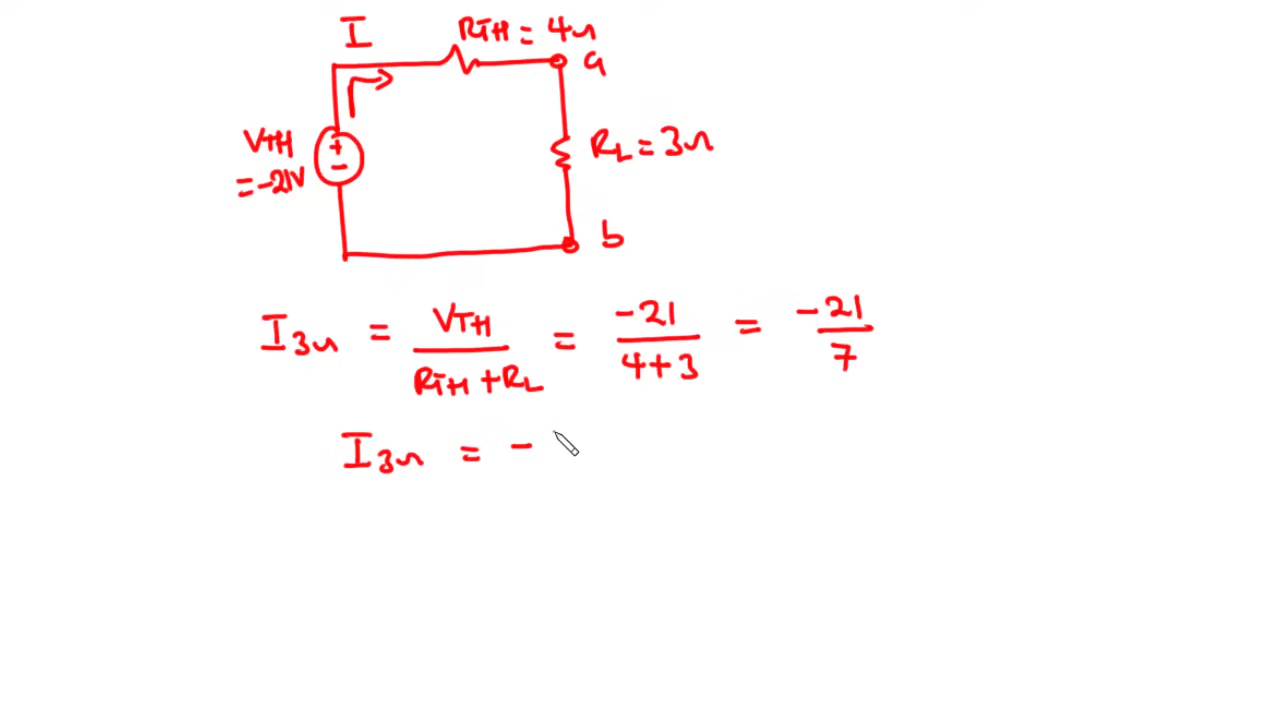 I RTH = 4Ω
a
VTH
= -21V
+
-
RL = 3Ω
b
I3Ω = VTH / RTH + RL = -21 / 4+3 = -21 / 7
I3Ω = -